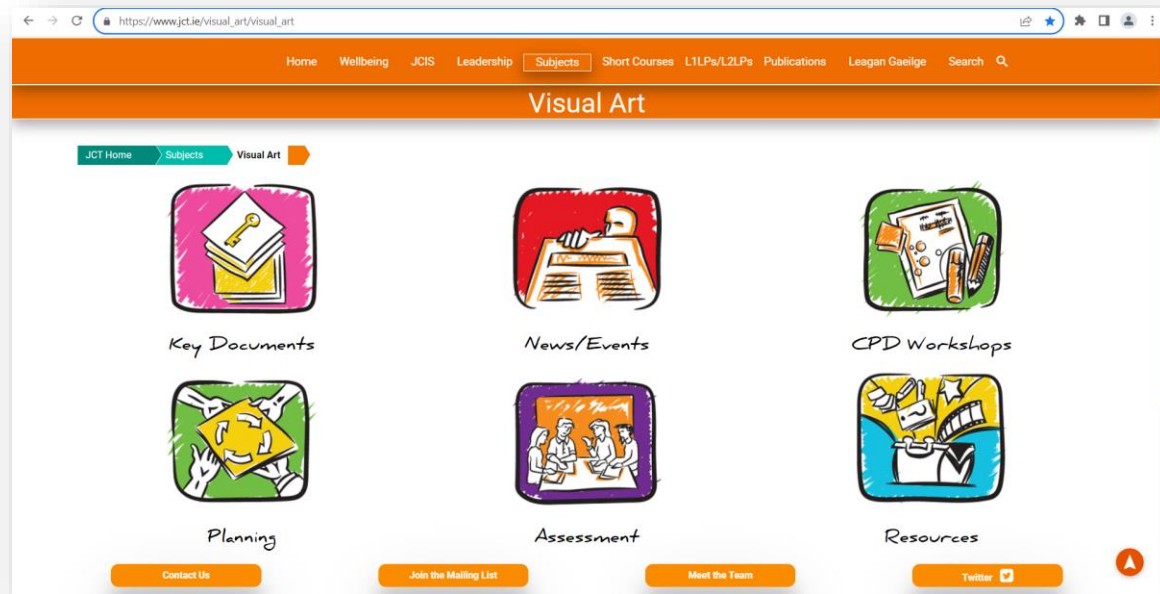 https://www.jct.ie/visual_art/visual_art
Home Wellbeing JCIS Leadership Subjects Short Courses L1LPs/L2LPs Publications Leagan Gaeilge Search
Visual Art
JCT Home Subjects Visual Art
Key Documents News/Events CPD Workshops
Planning Assessment Resources
Contact Us Join the Mailing List Meet the Team Twitter